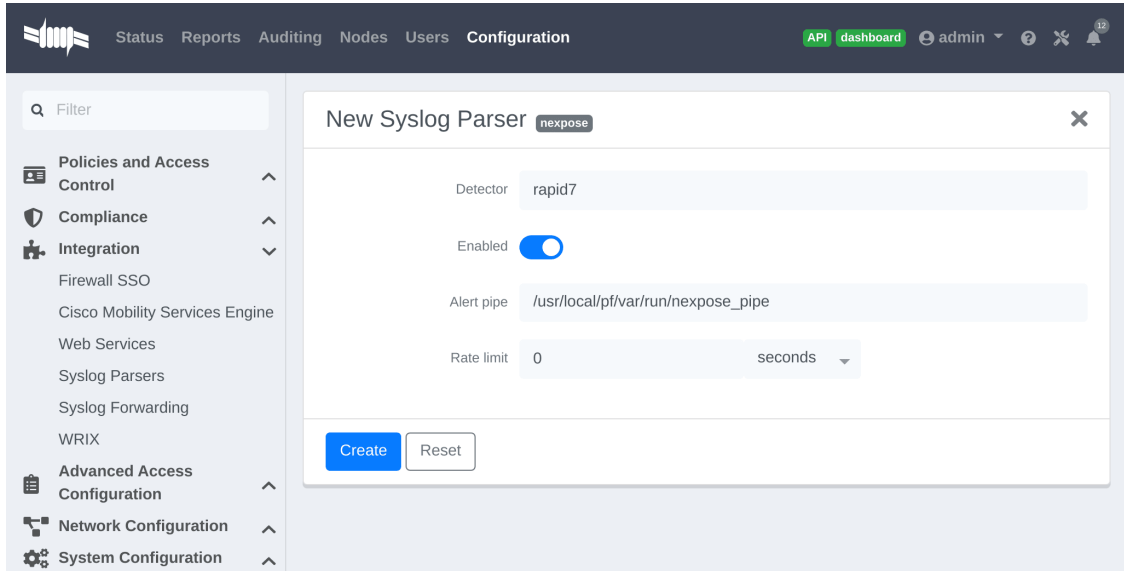 Status Reports Auditing Nodes Users Configuration API dashboard admin 12
Filter
Policies and Access
Control
Compliance
Integration
Firewall SSO
Cisco Mobility Services Engine
Web Services
Syslog Parsers
Syslog Forwarding
WRIX
Advanced Access
Configuration
Network Configuration
System Configuration
New Syslog Parser nexpose
Detector rapid7
Enabled
Alert pipe /usr/local/pf/var/run/nexpose_pipe
Rate limit 0 seconds
Create Reset